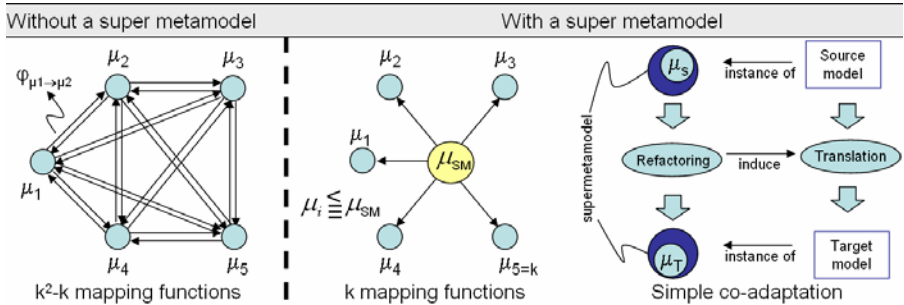 Without a super metamodel
With a super metamodel
φμ1→μ2
μ2
μ3
μ1
μ4
μ5
k²-k mapping functions
μ2
μ3
μ1
μSM
μi ≦ μSM
μ4
μ5=k
k mapping functions
supermetamodel
μs
instance of
Source
model
Refactoring
induce
Translation
μT
instance of
Target
model
Simple co-adaptation